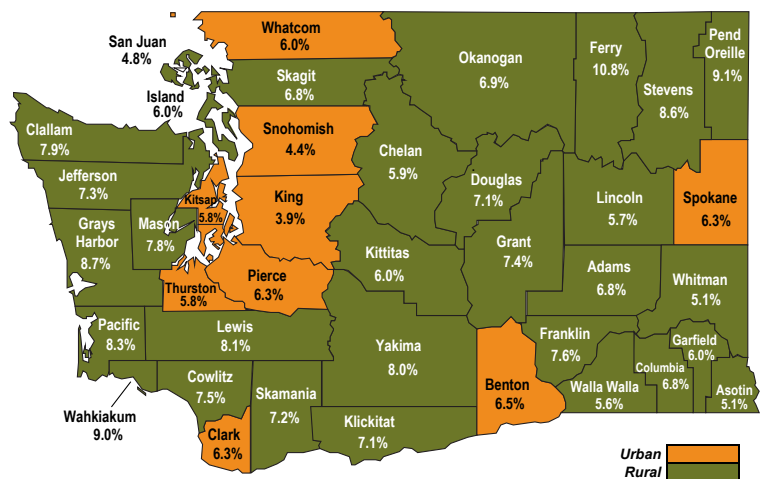 Whatcom
6.0%
San Juan
4.8%
Skagit
6.8%
Island
6.0%
Okanogan
6.9%
Ferry
10.8%
Pend
Oreille
9.1%
Stevens
8.6%
Clallam
7.9%
Snohomish
4.4%
Chelan
5.9%
Jefferson
7.3%
Kitsap
5.8%
King
3.9%
Douglas
7.1%
Lincoln
5.7%
Spokane
6.3%
Grays
Harbor
8.7%
Mason
7.8%
Kittitas
6.0%
Grant
7.4%
Adams
6.8%
Whitman
5.1%
Thurston
5.8%
Pierce
6.3%
Pacific
8.3%
Lewis
8.1%
Yakima
8.0%
Franklin
7.6%
Garfield
6.0%
Columbia
6.8%
Asotin
5.1%
Walla Walla
5.6%
Benton
6.5%
Cowlitz
7.5%
Skamania
7.2%
Klickitat
7.1%
Wahkiakum
9.0%
Clark
6.3%
Urban
Rural